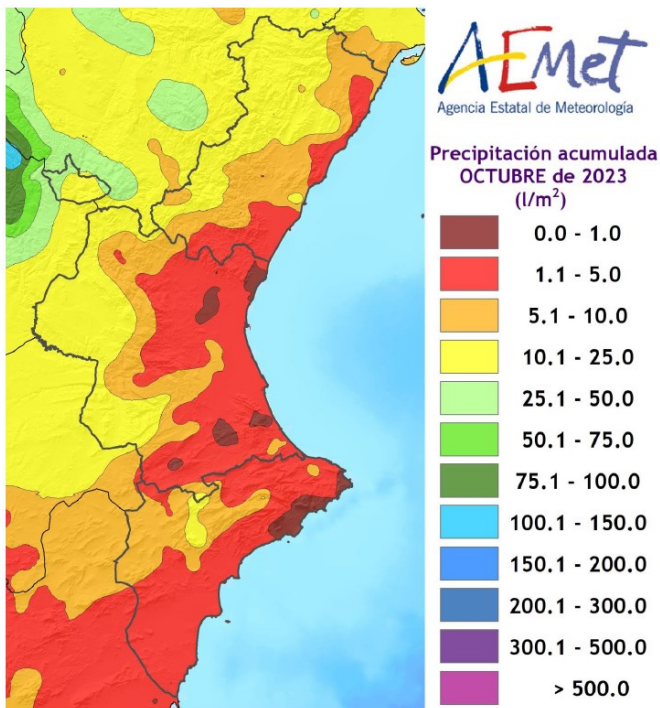 AEMet
Agencia Estatal de Meteorología
Precipitación acumulada
OCTUBRE de 2023
(l/m²)
0.0 - 1.0
1.1 - 5.0
5.1 - 10.0
10.1 - 25.0
25.1 - 50.0
50.1 - 75.0
75.1 - 100.0
100.1 - 150.0
150.1 - 200.0
200.1 - 300.0
300.1 - 500.0
> 500.0